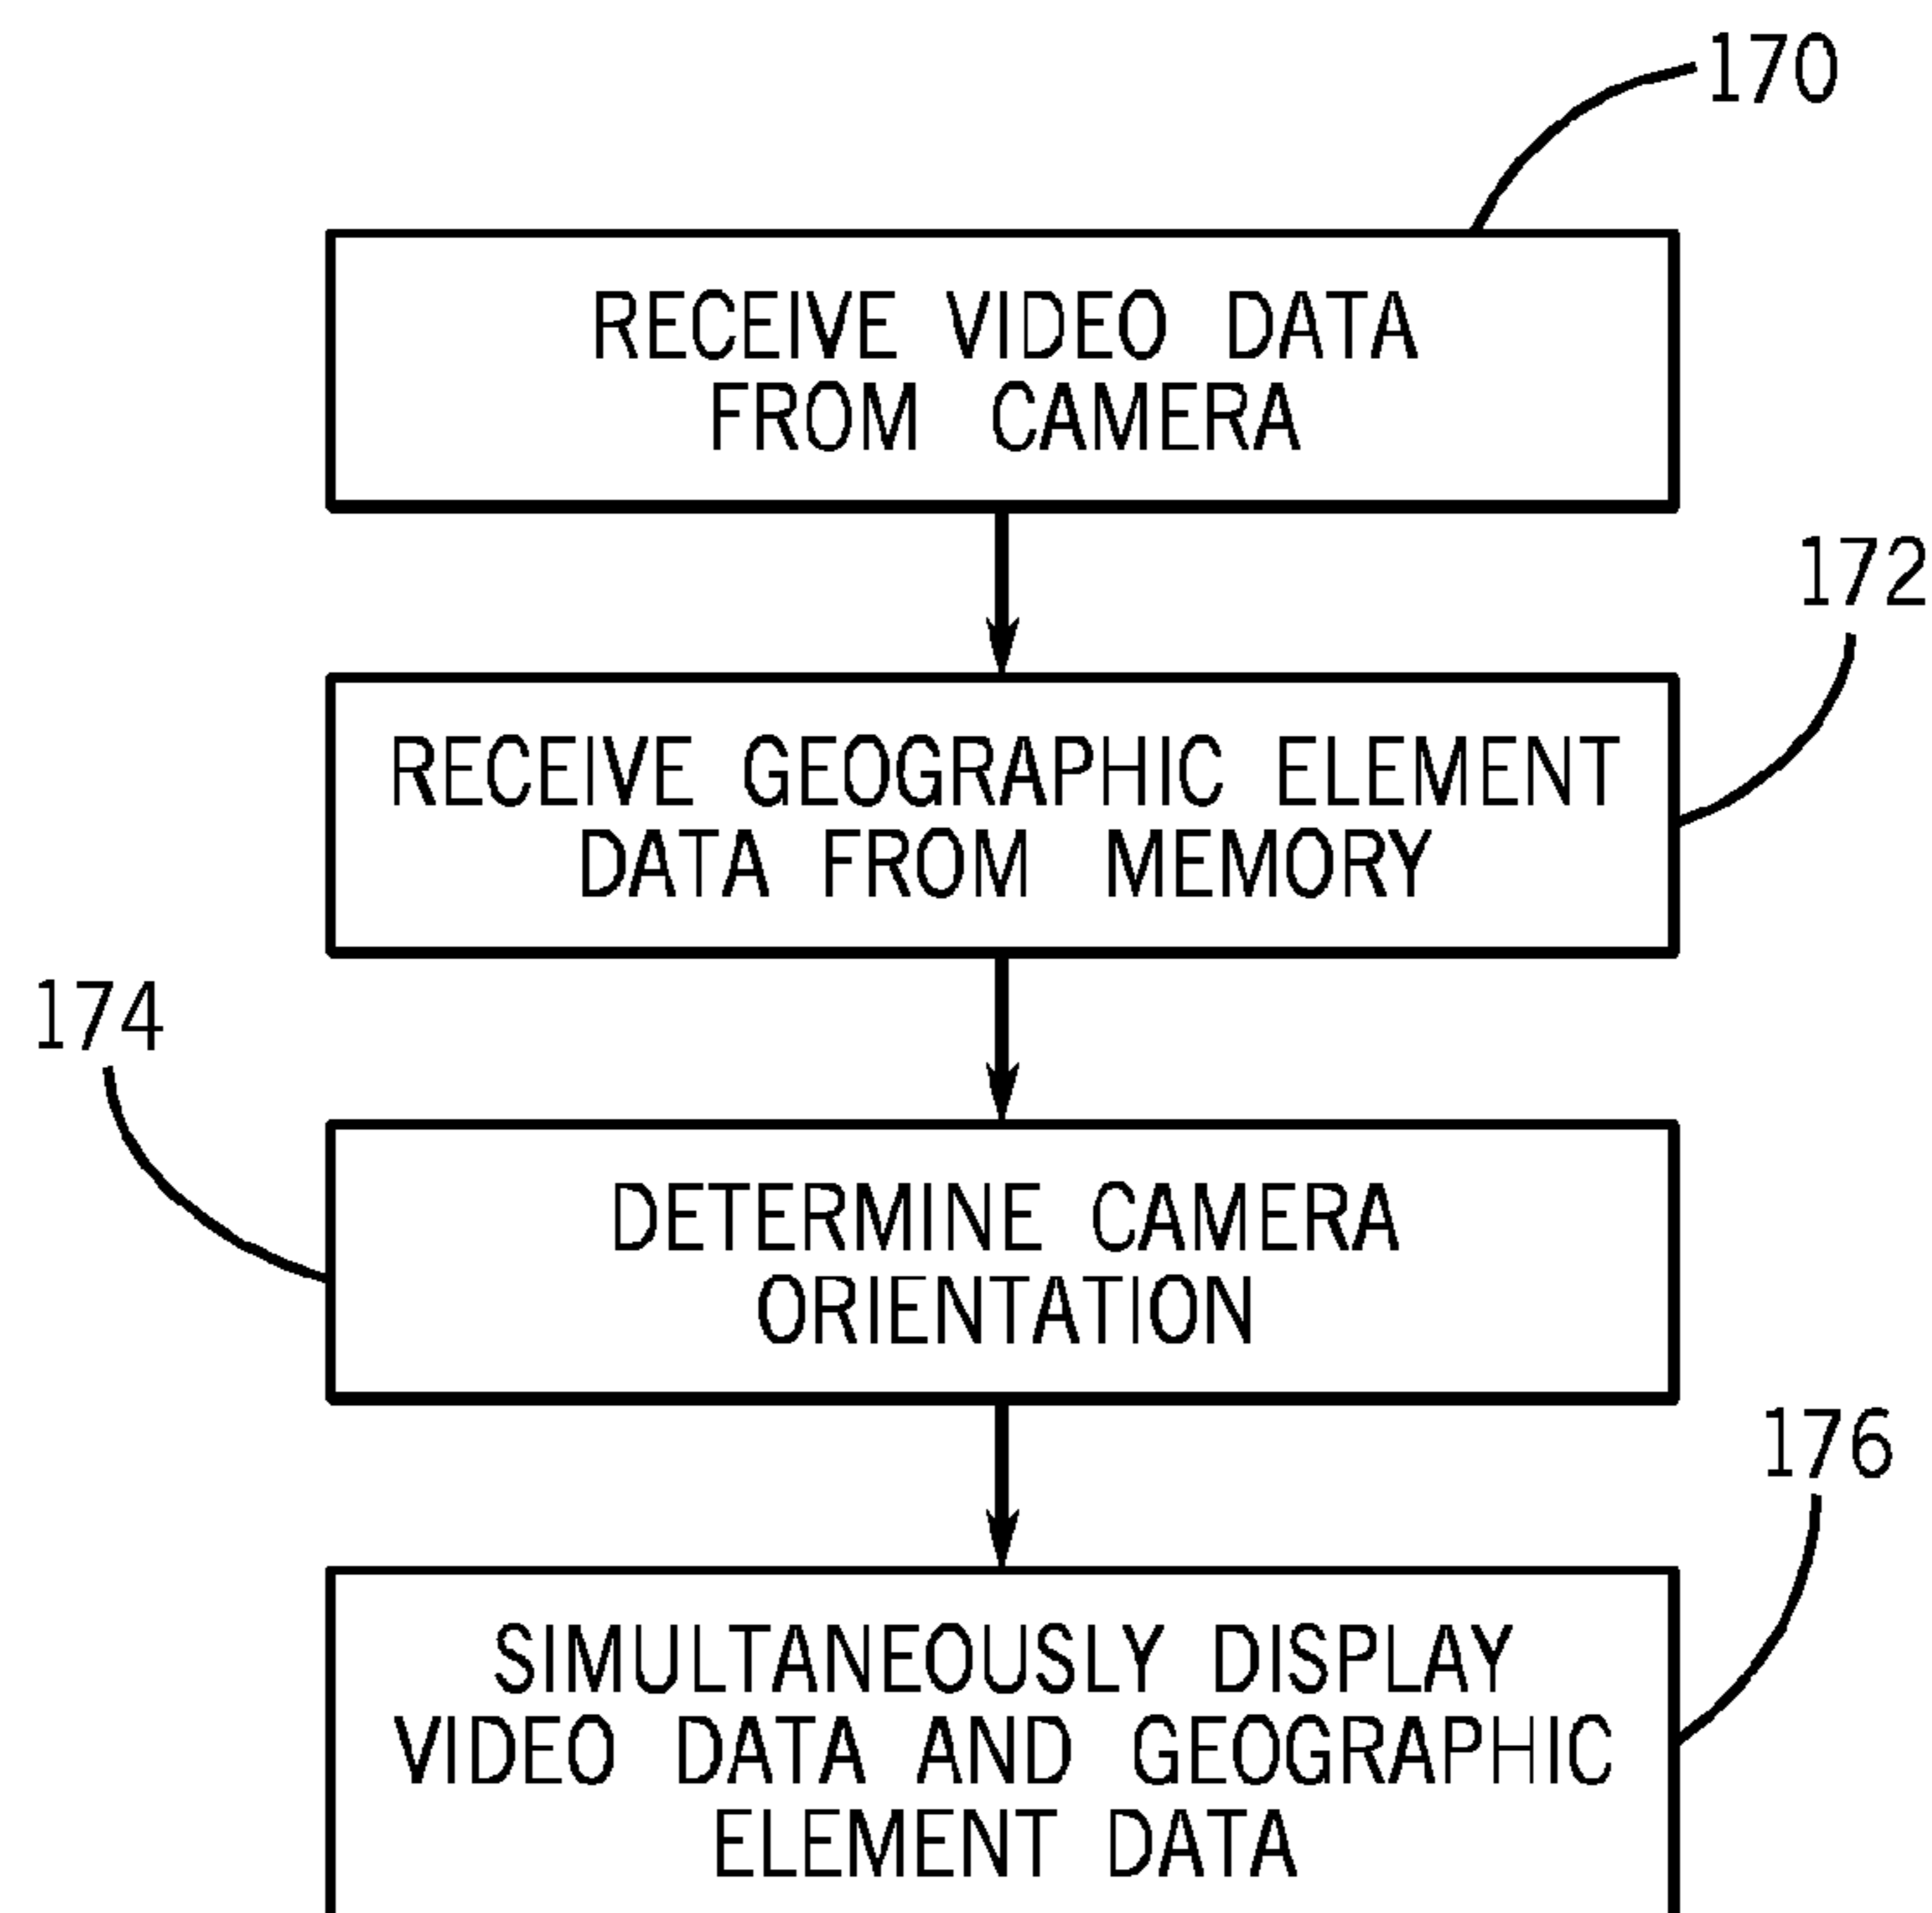 170
RECEIVE VIDEO DATA
FROM CAMERA
172
RECEIVE GEOGRAPHIC ELEMENT
DATA FROM MEMORY
174
DETERMINE CAMERA
ORIENTATION
176
SIMULTANEOUSLY DISPLAY
VIDEO DATA AND GEOGRAPHIC
ELEMENT DATA